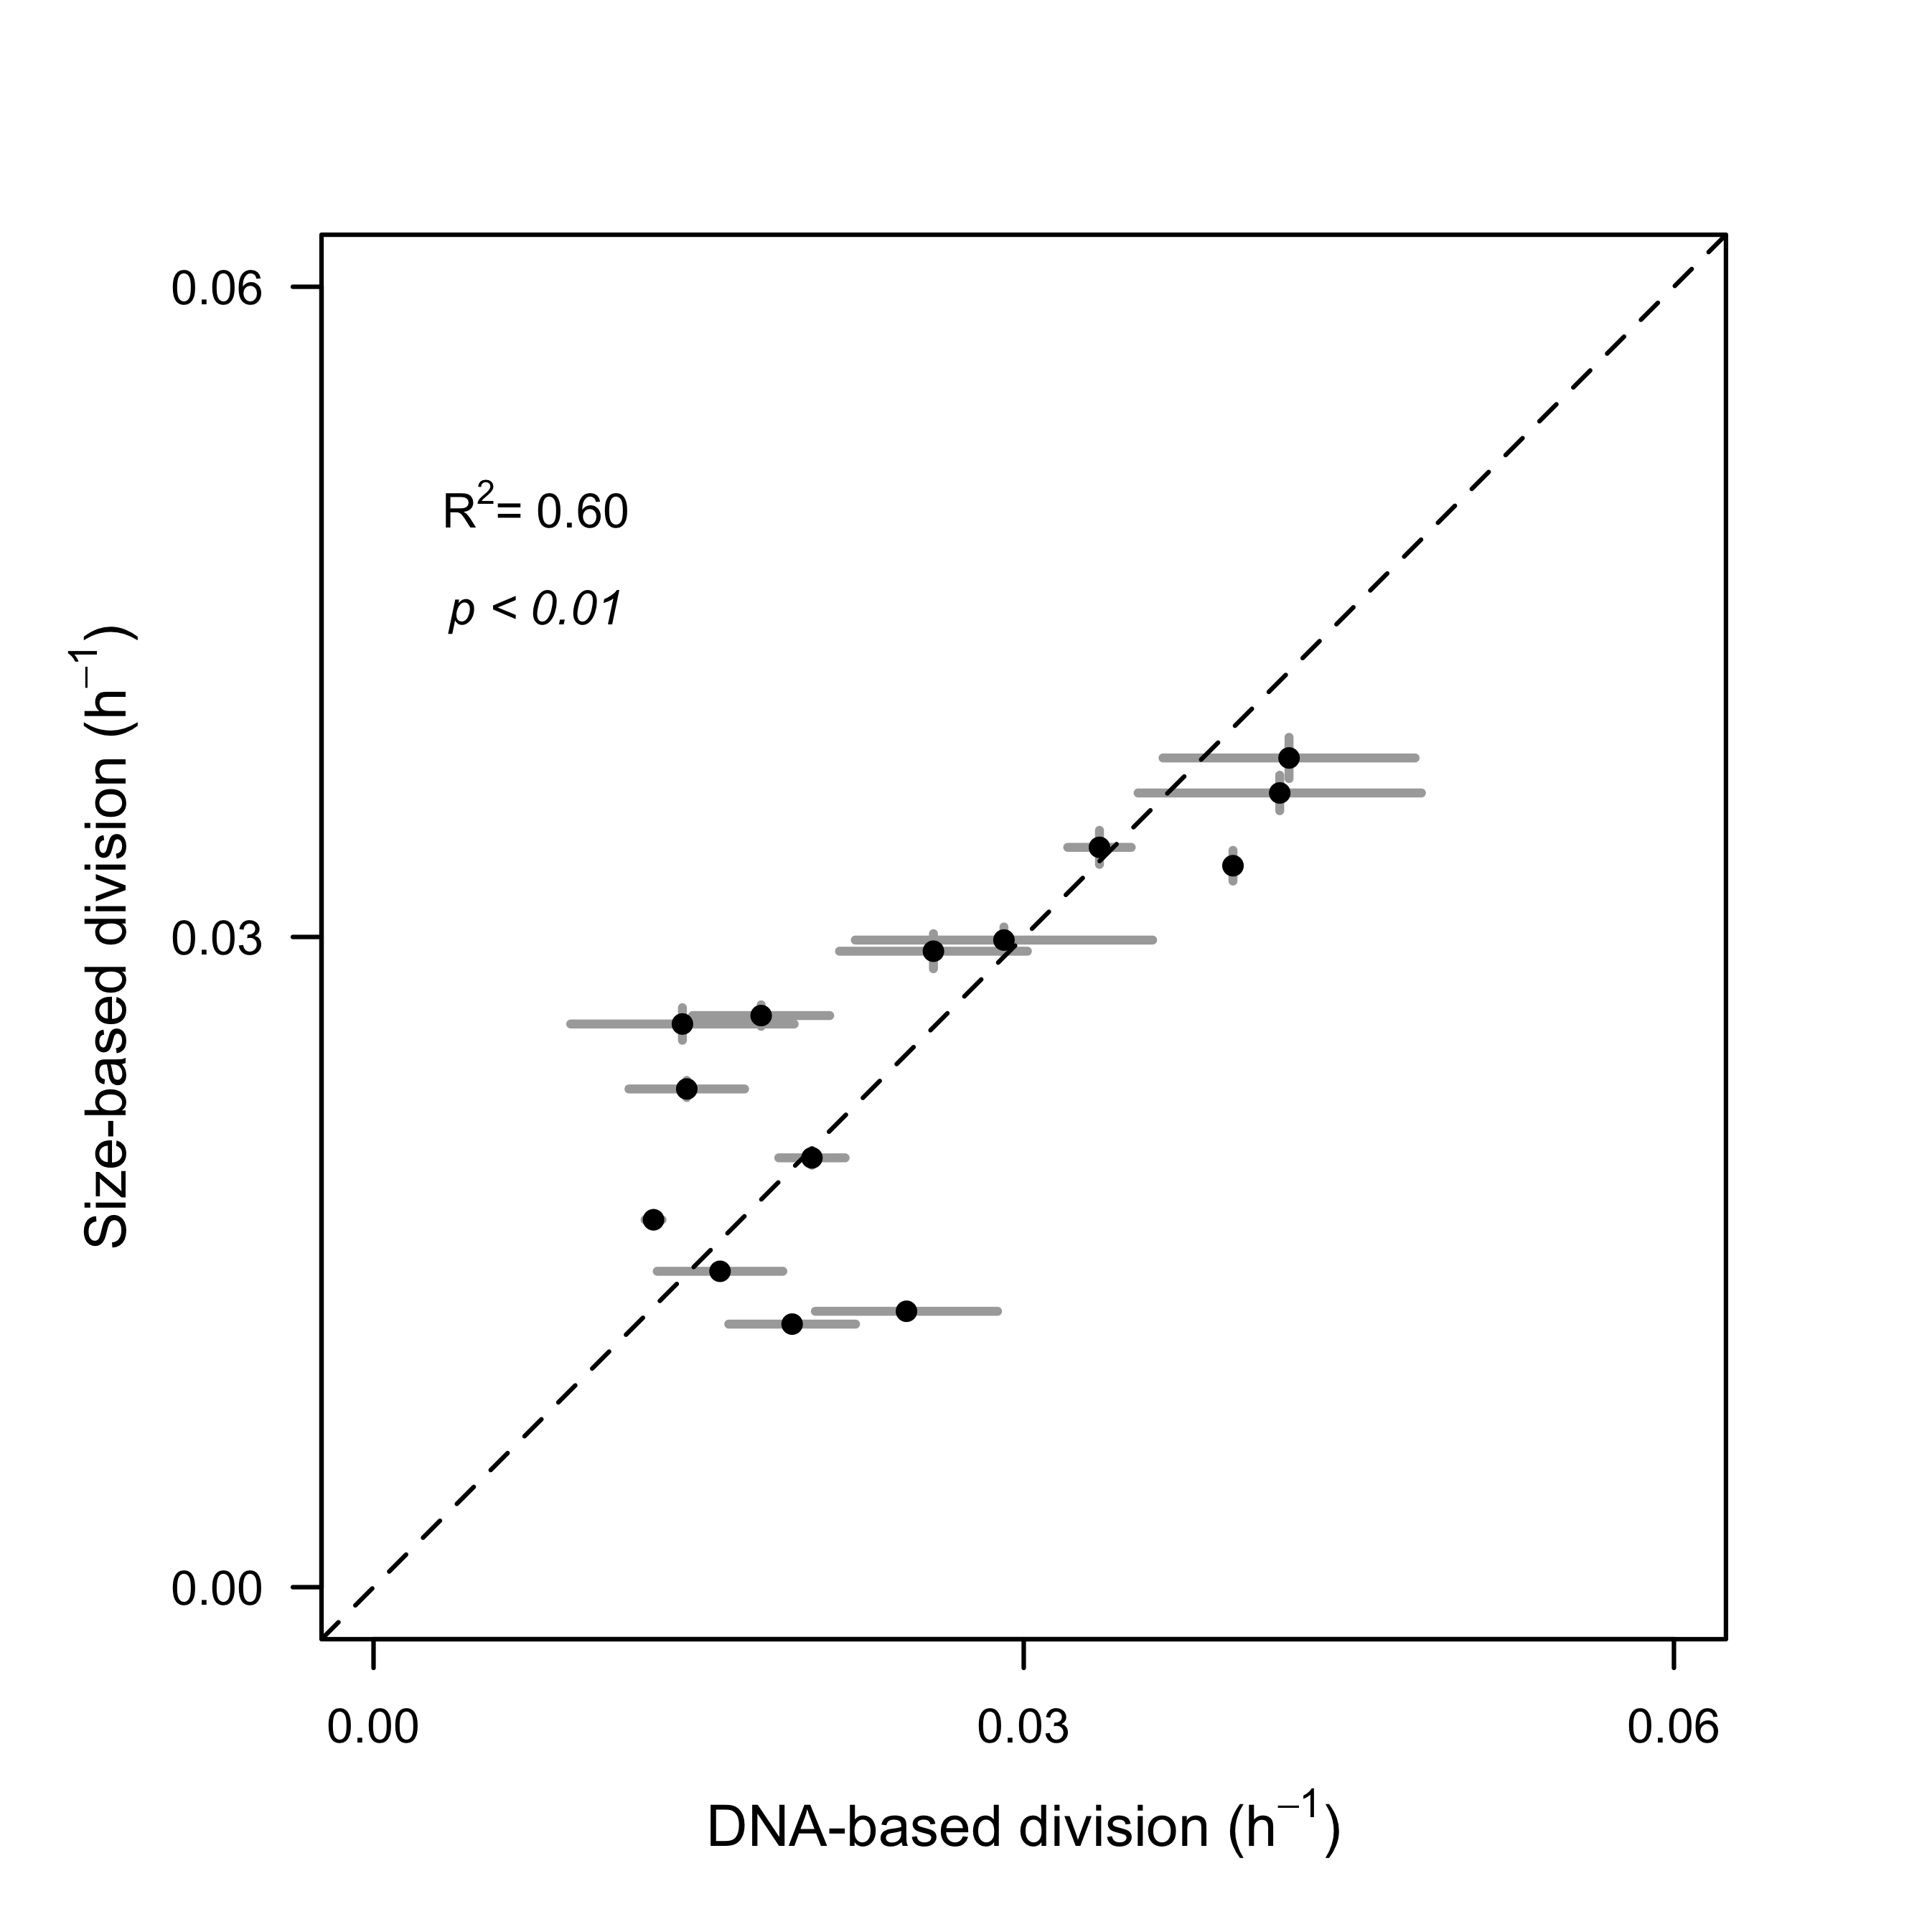 0.06
R²= 0.60
p < 0.01
Size-based division (h⁻¹)
0.03
0.00
0.00 0.03 0.06
DNA-based division (h⁻¹)